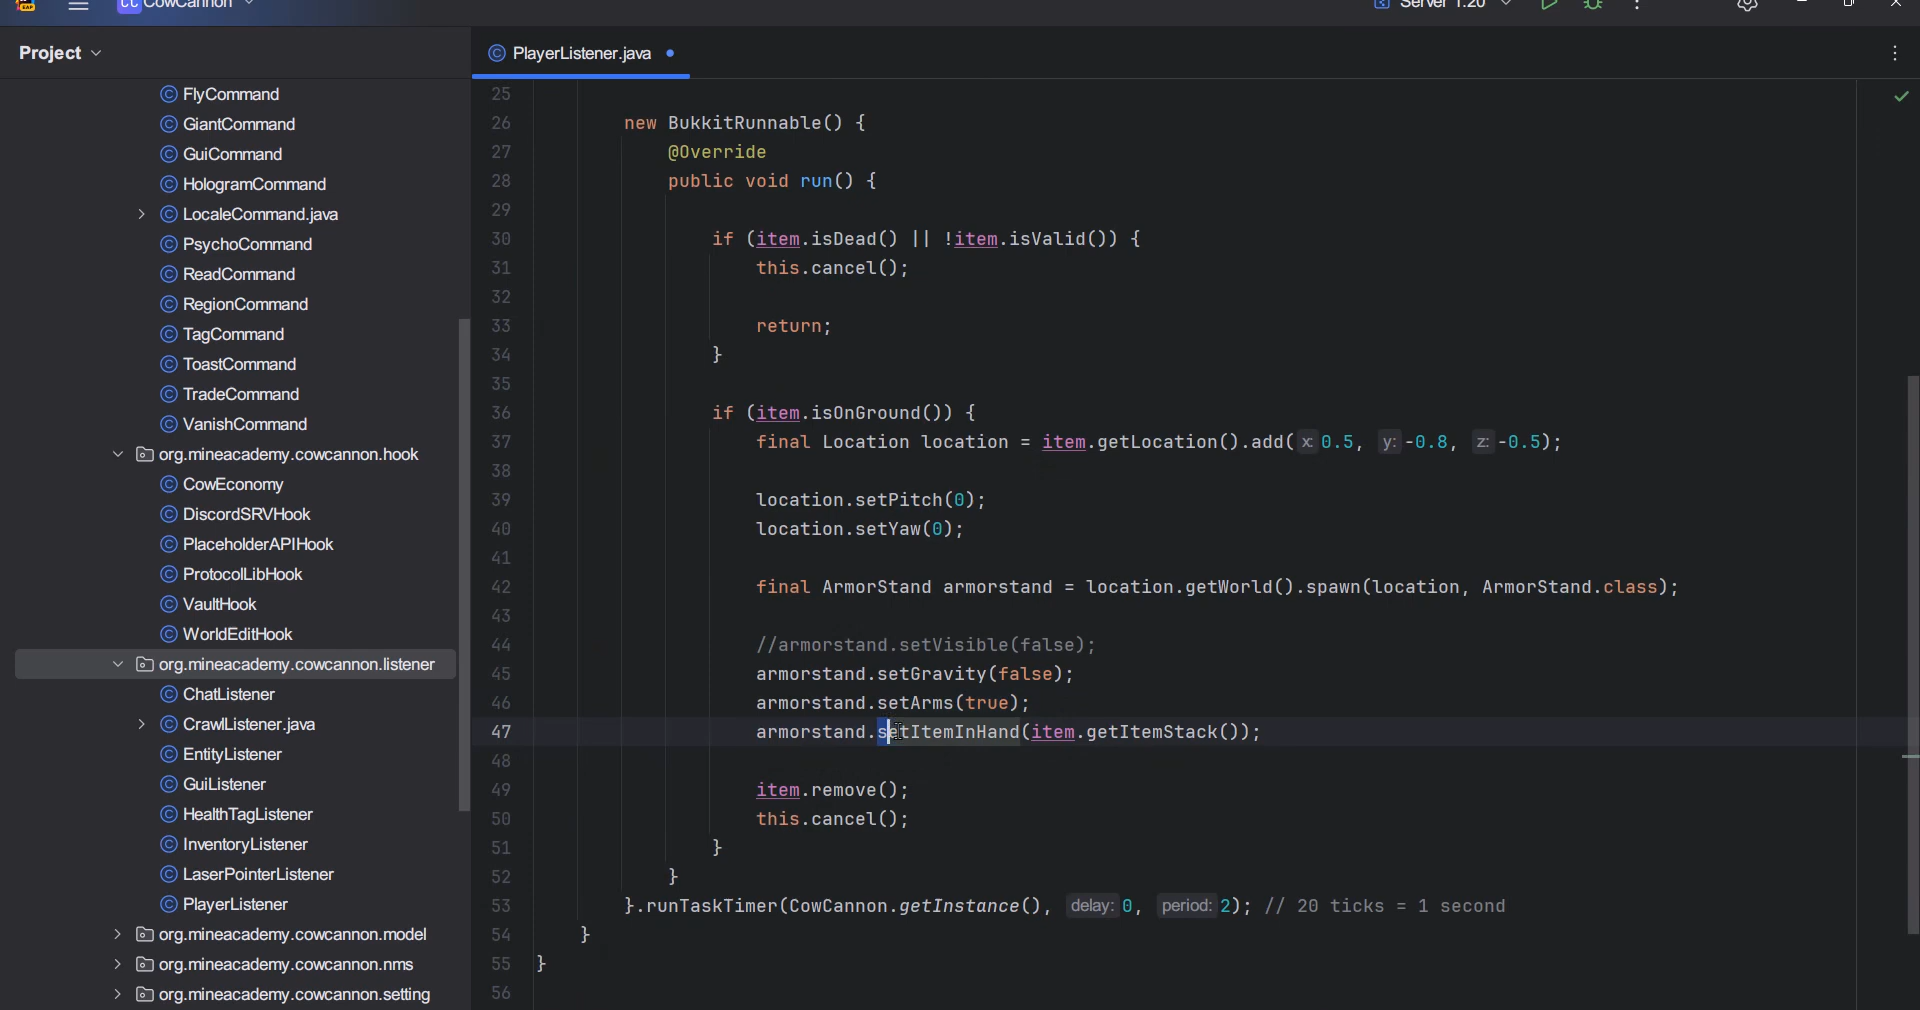 CC CowCannon
Server 1.20
Project
PlayerListener.java
FlyCommand
GiantCommand
GuiCommand
HologramCommand
LocaleCommand.java
PsychoCommand
ReadCommand
RegionCommand
TagCommand
ToastCommand
TradeCommand
VanishCommand
org.mineacademy.cowcannon.hook
CowEconomy
DiscordSRVHook
PlaceholderAPIHook
ProtocolLibHook
VaultHook
WorldEditHook
org.mineacademy.cowcannon.listener
ChatListener
CrawlListener.java
EntityListener
GuiListener
HealthTagListener
InventoryListener
LaserPointerListener
PlayerListener
org.mineacademy.cowcannon.model
org.mineacademy.cowcannon.nms
org.mineacademy.cowcannon.setting
25
26 new BukkitRunnable() {
27 @Override
28 public void run() {
29
30 if (item.isDead() || !item.isValid()) {
31 this.cancel();
32
33 return;
34 }
35
36 if (item.isOnGround()) {
37 final Location location = item.getLocation().add( x: 0.5, y: -0.8, z: -0.5);
38
39 location.setPitch(0);
40 location.setYaw(0);
41
42 final ArmorStand armorstand = location.getWorld().spawn(location, ArmorStand.class);
43
44 //armorstand.setVisible(false);
45 armorstand.setGravity(false);
46 armorstand.setArms(true);
47 armorstand.setItemInHand(item.getItemStack());
48
49 item.remove();
50 this.cancel();
51 }
52 }
53 }.runTaskTimer(CowCannon.getInstance(), delay: 0, period: 2); // 20 ticks = 1 second
54 }
55 }
56